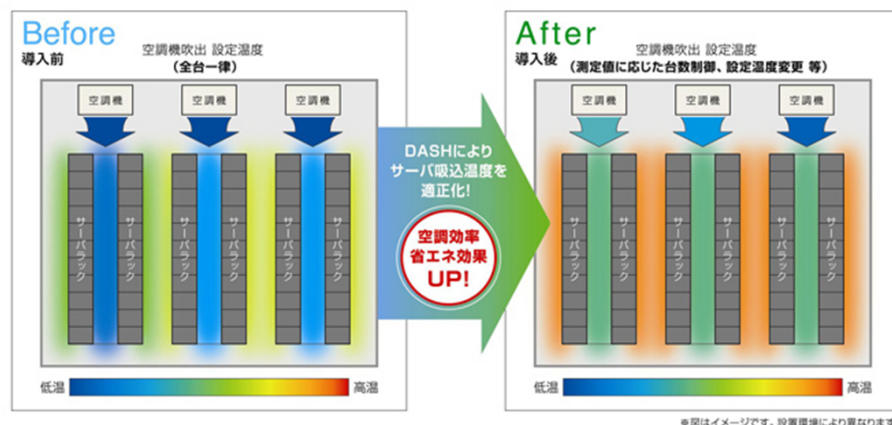 Before
導入前
空調機吹出 設定温度
(全台一律)
空調機
空調機
空調機
サーバラック
サーバラック
サーバラック
サーバラック
サーバラック
サーバラック
低温
高温
DASHにより
サーバ吸込温度を
適正化!
空調効率
省エネ効果
UP!
After
導入後
空調機吹出 設定温度
(測定値に応じた台数制御、設定温度変更 等)
空調機
空調機
空調機
サーバラック
サーバラック
サーバラック
サーバラック
サーバラック
サーバラック
低温
高温
※図はイメージです。設置環境により異なります